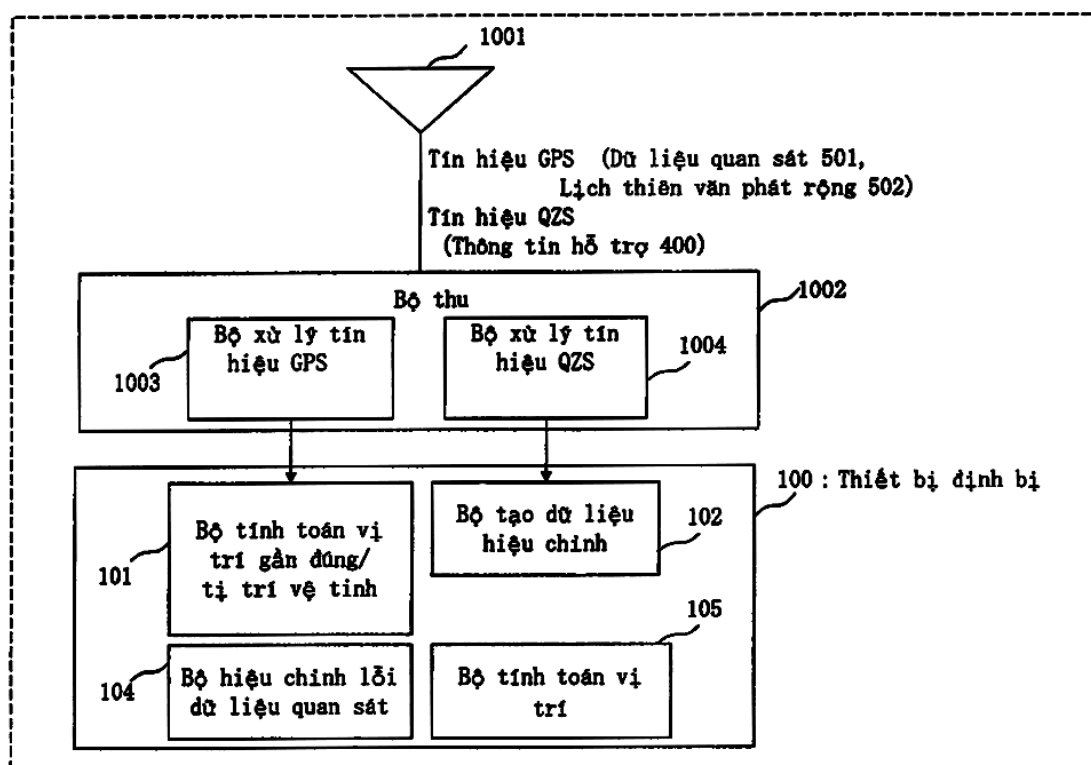 1001
Tín hiệu GPS (Dữ liệu quan sát 501,
Lịch thiên văn phát rộng 502)
Tín hiệu QZS
(Thông tin hỗ trợ 400)
Bộ thu
1002
Bộ xử lý tín
hiệu GPS
1003
Bộ xử lý tín
hiệu QZS
1004
100 : Thiết bị định bị
Bộ tính toán vị
trí gần đúng/
tị trí vệ tinh
101
Bộ tạo dữ liệu
hiệu chỉnh
102
105
Bộ hiệu chỉnh lỗi
dữ liệu quan sát
104
Bộ tính toán vị
trí